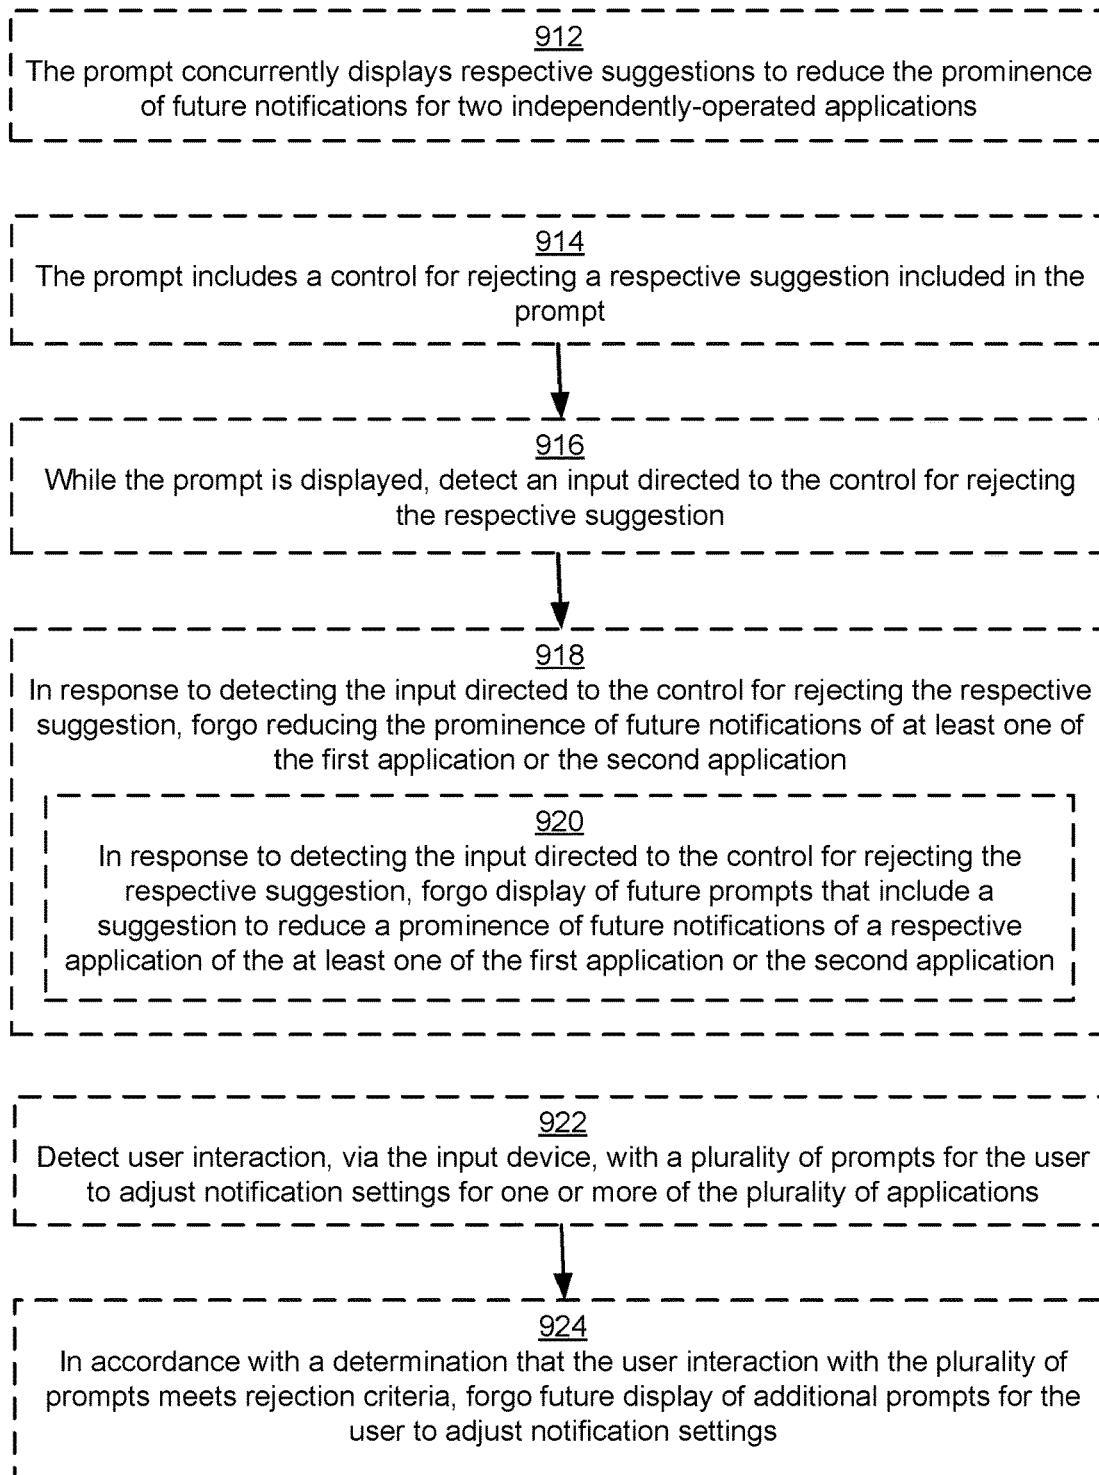 912
The prompt concurrently displays respective suggestions to reduce the prominence
of future notifications for two independently-operated applications
914
The prompt includes a control for rejecting a respective suggestion included in the
prompt
916
While the prompt is displayed, detect an input directed to the control for rejecting
the respective suggestion
918
In response to detecting the input directed to the control for rejecting the respective
suggestion, forgo reducing the prominence of future notifications of at least one of
the first application or the second application
920
In response to detecting the input directed to the control for rejecting the
respective suggestion, forgo display of future prompts that include a
suggestion to reduce a prominence of future notifications of a respective
application of the at least one of the first application or the second application
922
Detect user interaction, via the input device, with a plurality of prompts for the user
to adjust notification settings for one or more of the plurality of applications
924
In accordance with a determination that the user interaction with the plurality of
prompts meets rejection criteria, forgo future display of additional prompts for the
user to adjust notification settings